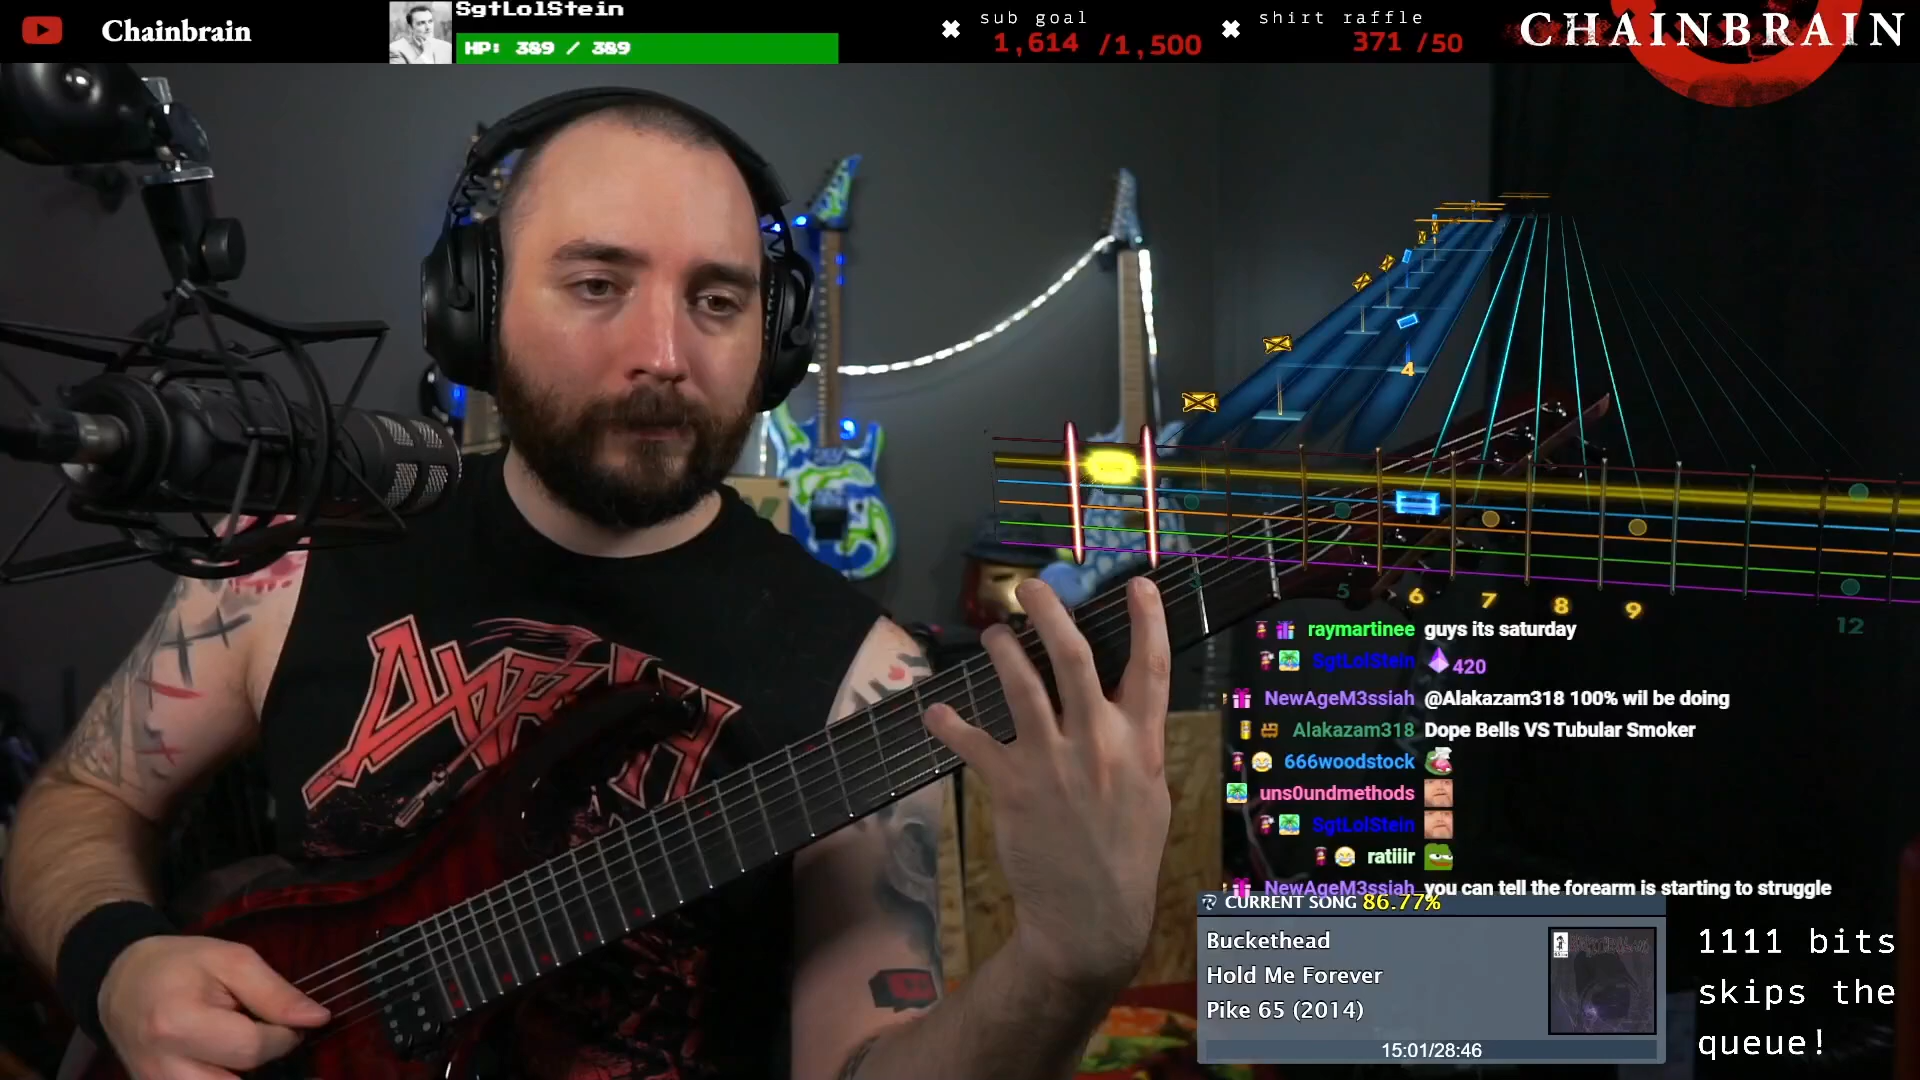 Chainbrain
SgtLolStein
HP: 389 / 389
sub goal
1,614 /1,500
shirt raffle
371 /50
CHAINBRAIN
4
3
5
6
7
8
9
12
raymartinee guys its saturday
SgtLolStein 420
NewAgeM3ssiah @Alakazam318 100% wil be doing
Alakazam318 Dope Bells VS Tubular Smoker
666woodstock
uns0undmethods
SgtLolStein
ratiiir
NewAgeM3ssiah you can tell the forearm is starting to struggle
CURRENT SONG 86.77%
Buckethead
Hold Me Forever
Pike 65 (2014)
15:01/28:46
1111 bits
skips the
queue!